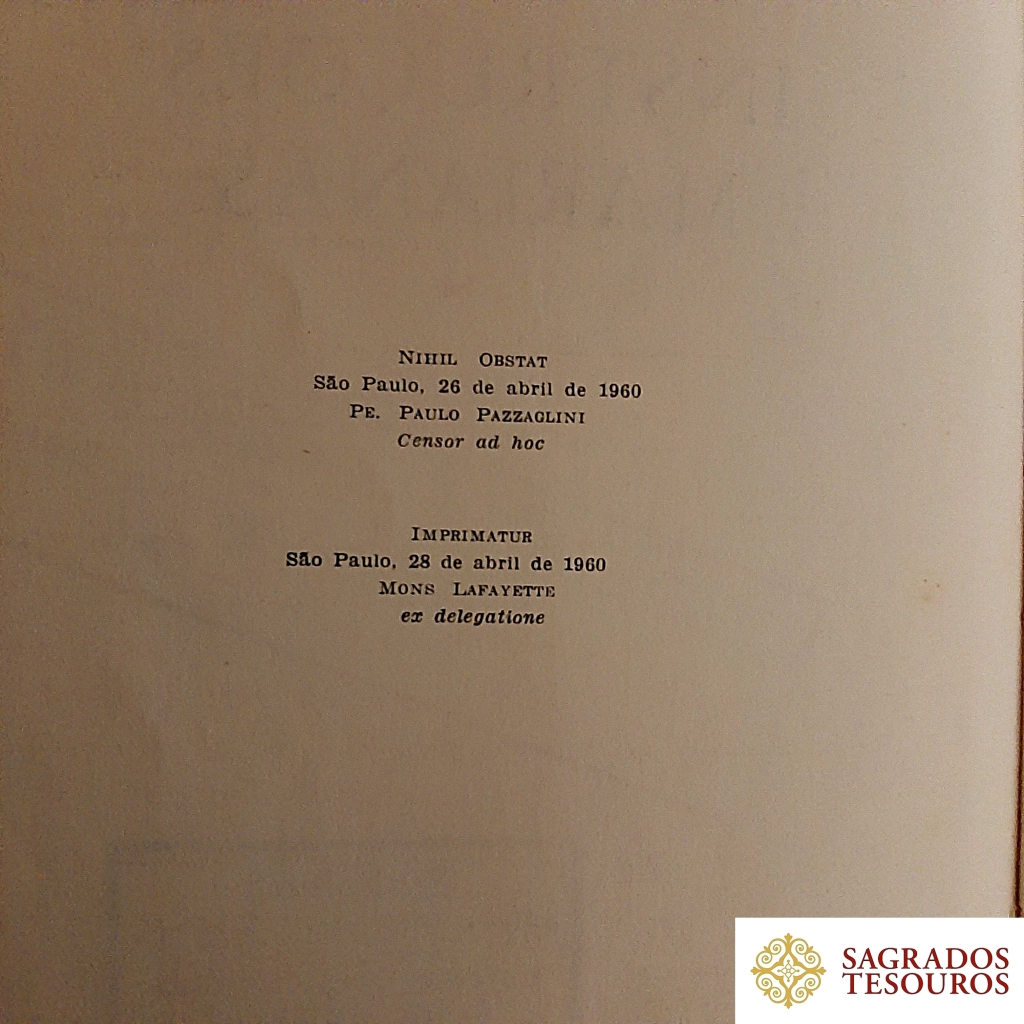 NIHIL OBSTAT
São Paulo, 26 de abril de 1960
PE. PAULO PAZZAGLINI
Censor ad hoc
IMPRIMATUR
São Paulo, 28 de abril de 1960
MONS LAFAYETTE
ex delegatione
SAGRADOS
TESOUROS